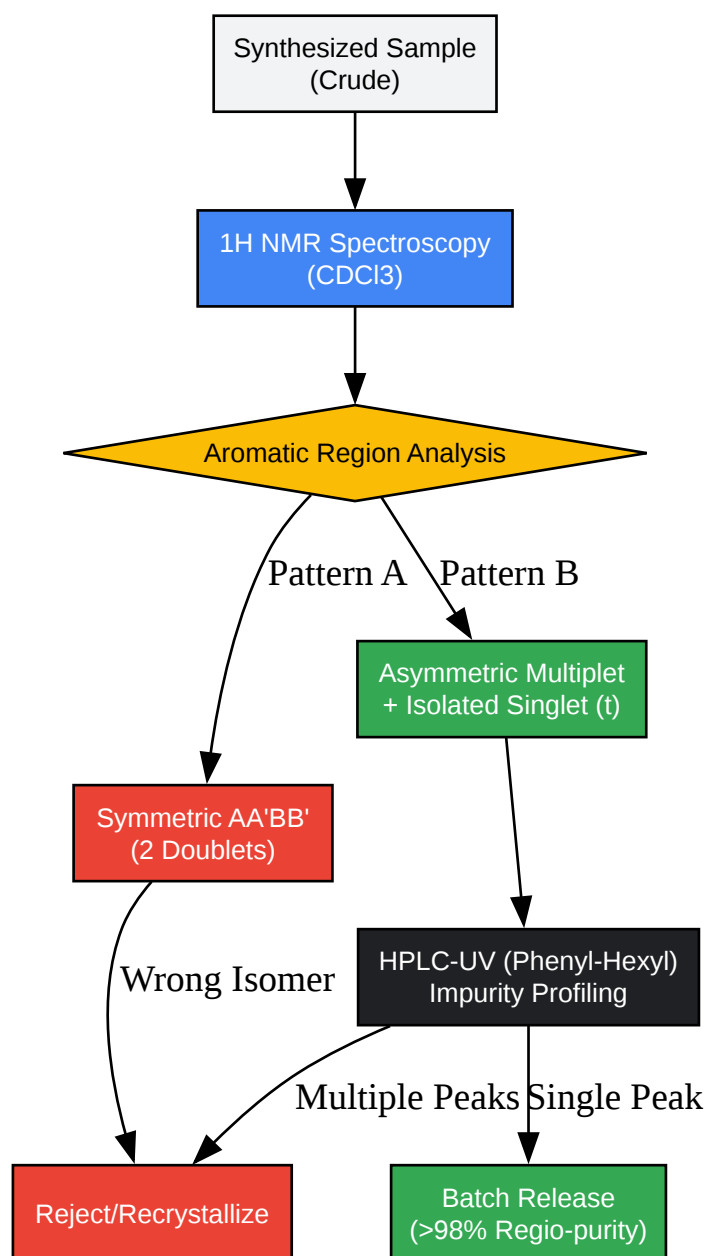 Synthesized Sample
(Crude)
1H NMR Spectroscopy
(CDCl3)
Aromatic Region Analysis
Pattern A
Pattern B
Asymmetric Multiplet
+ Isolated Singlet (t)
Symmetric AA'BB'
(2 Doublets)
HPLC-UV (Phenyl-Hexyl)
Impurity Profiling
Wrong Isomer
Multiple Peaks
Single Peak
Reject/Recrystallize
Batch Release
(>98% Regio-purity)